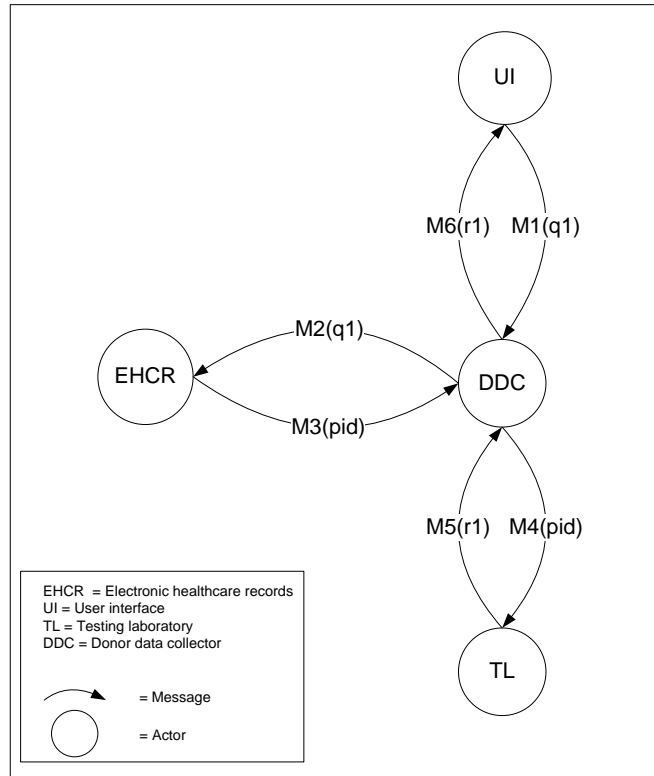 UI
M6(r1)
M1(q1)
M2(q1)
EHCR
DDC
M3(pid)
M5(r1)
M4(pid)
TL
EHCR = Electronic healthcare records
UI = User interface
TL = Testing laboratory
DDC = Donor data collector
= Message
= Actor